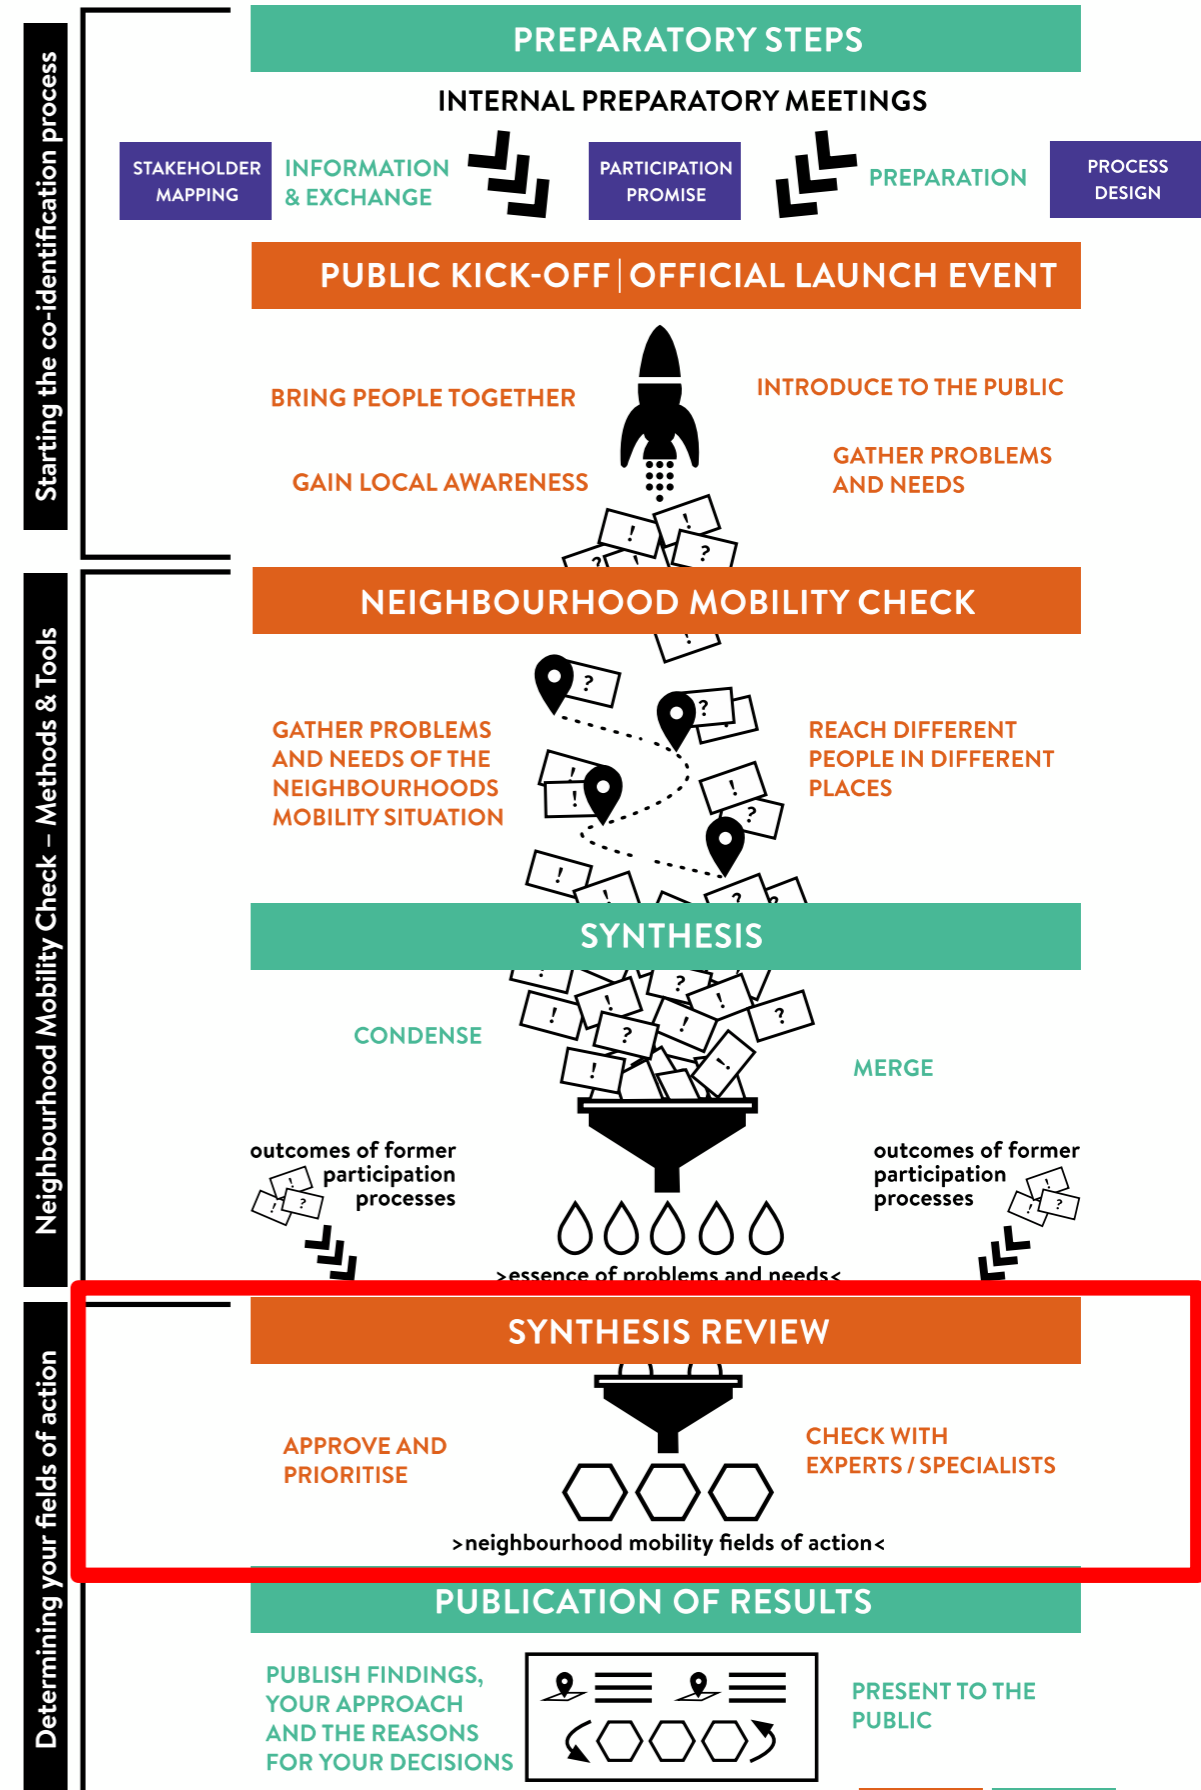 Starting the co-identification process
PREPARATORY STEPS
INTERNAL PREPARATORY MEETINGS
STAKEHOLDER
MAPPING
INFORMATION
& EXCHANGE
PARTICIPATION
PROMISE
PREPARATION
PROCESS
DESIGN
PUBLIC KICK-OFF | OFFICIAL LAUNCH EVENT
BRING PEOPLE TOGETHER
INTRODUCE TO THE PUBLIC
GAIN LOCAL AWARENESS
GATHER PROBLEMS
AND NEEDS
! ! ? ? !
Neighbourhood Mobility Check – Methods & Tools
NEIGHBOURHOOD MOBILITY CHECK
!
? ?
GATHER PROBLEMS
AND NEEDS OF THE
NEIGHBOURHOODS
MOBILITY SITUATION
REACH DIFFERENT
PEOPLE IN DIFFERENT
PLACES
! ! ! ?
! ! ? ?
SYNTHESIS
! ? ! ! ! ? ! ? ! !
CONDENSE
MERGE
outcomes of former
participation
processes
! ! ?
outcomes of former
participation
processes
! ! ?
>essence of problems and needs<
Determining your fields of action
SYNTHESIS REVIEW
APPROVE AND
PRIORITISE
CHECK WITH
EXPERTS / SPECIALISTS
>neighbourhood mobility fields of action<
PUBLICATION OF RESULTS
PUBLISH FINDINGS,
YOUR APPROACH
AND THE REASONS
FOR YOUR DECISIONS
PRESENT TO THE
PUBLIC